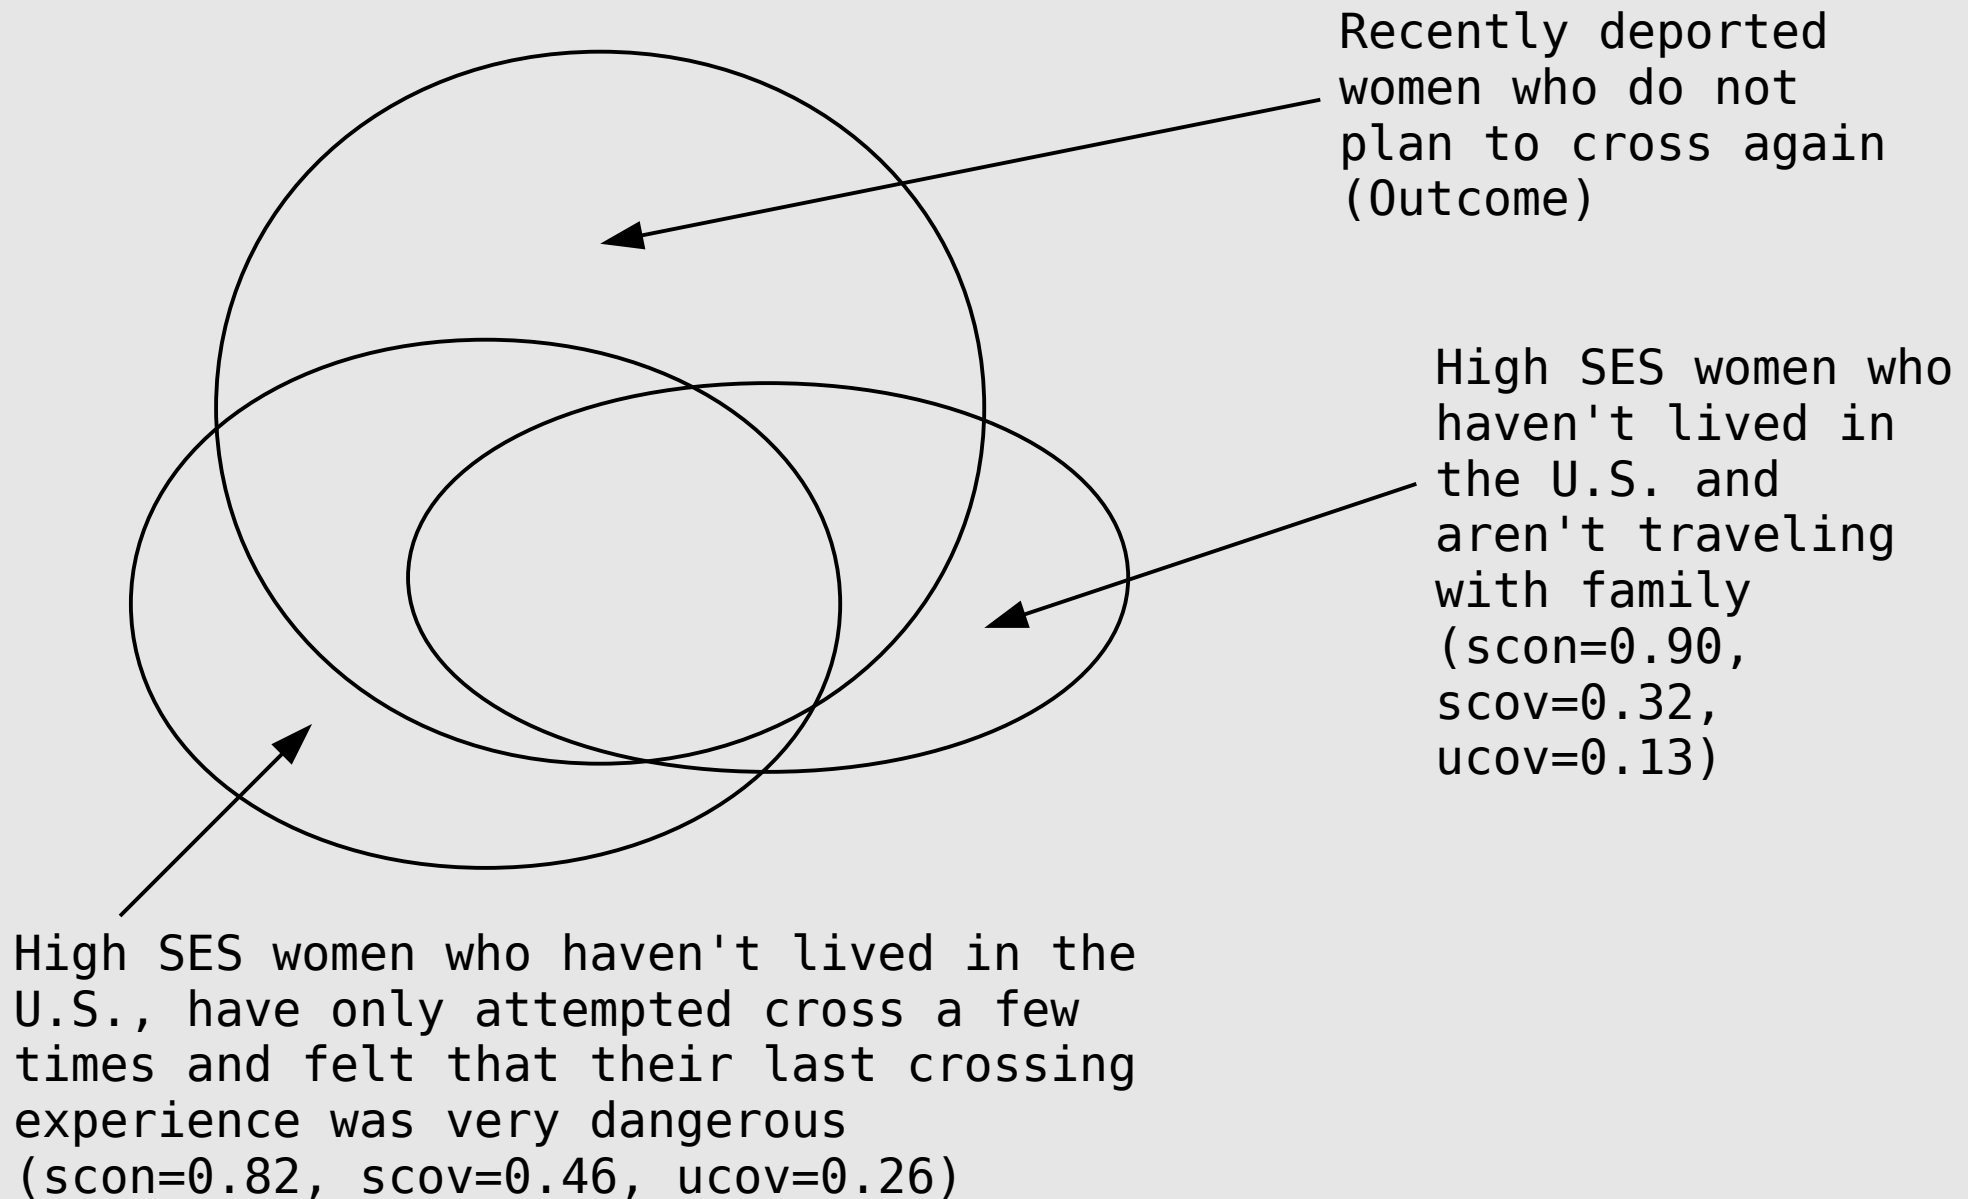 Recently deported
women who do not
plan to cross again
(Outcome)
High SES women who
haven't lived in
the U.S. and
aren't traveling
with family
(scon=0.90,
scov=0.32,
ucov=0.13)
High SES women who haven't lived in the
U.S., have only attempted cross a few
times and felt that their last crossing
experience was very dangerous
(scon=0.82, scov=0.46, ucov=0.26)